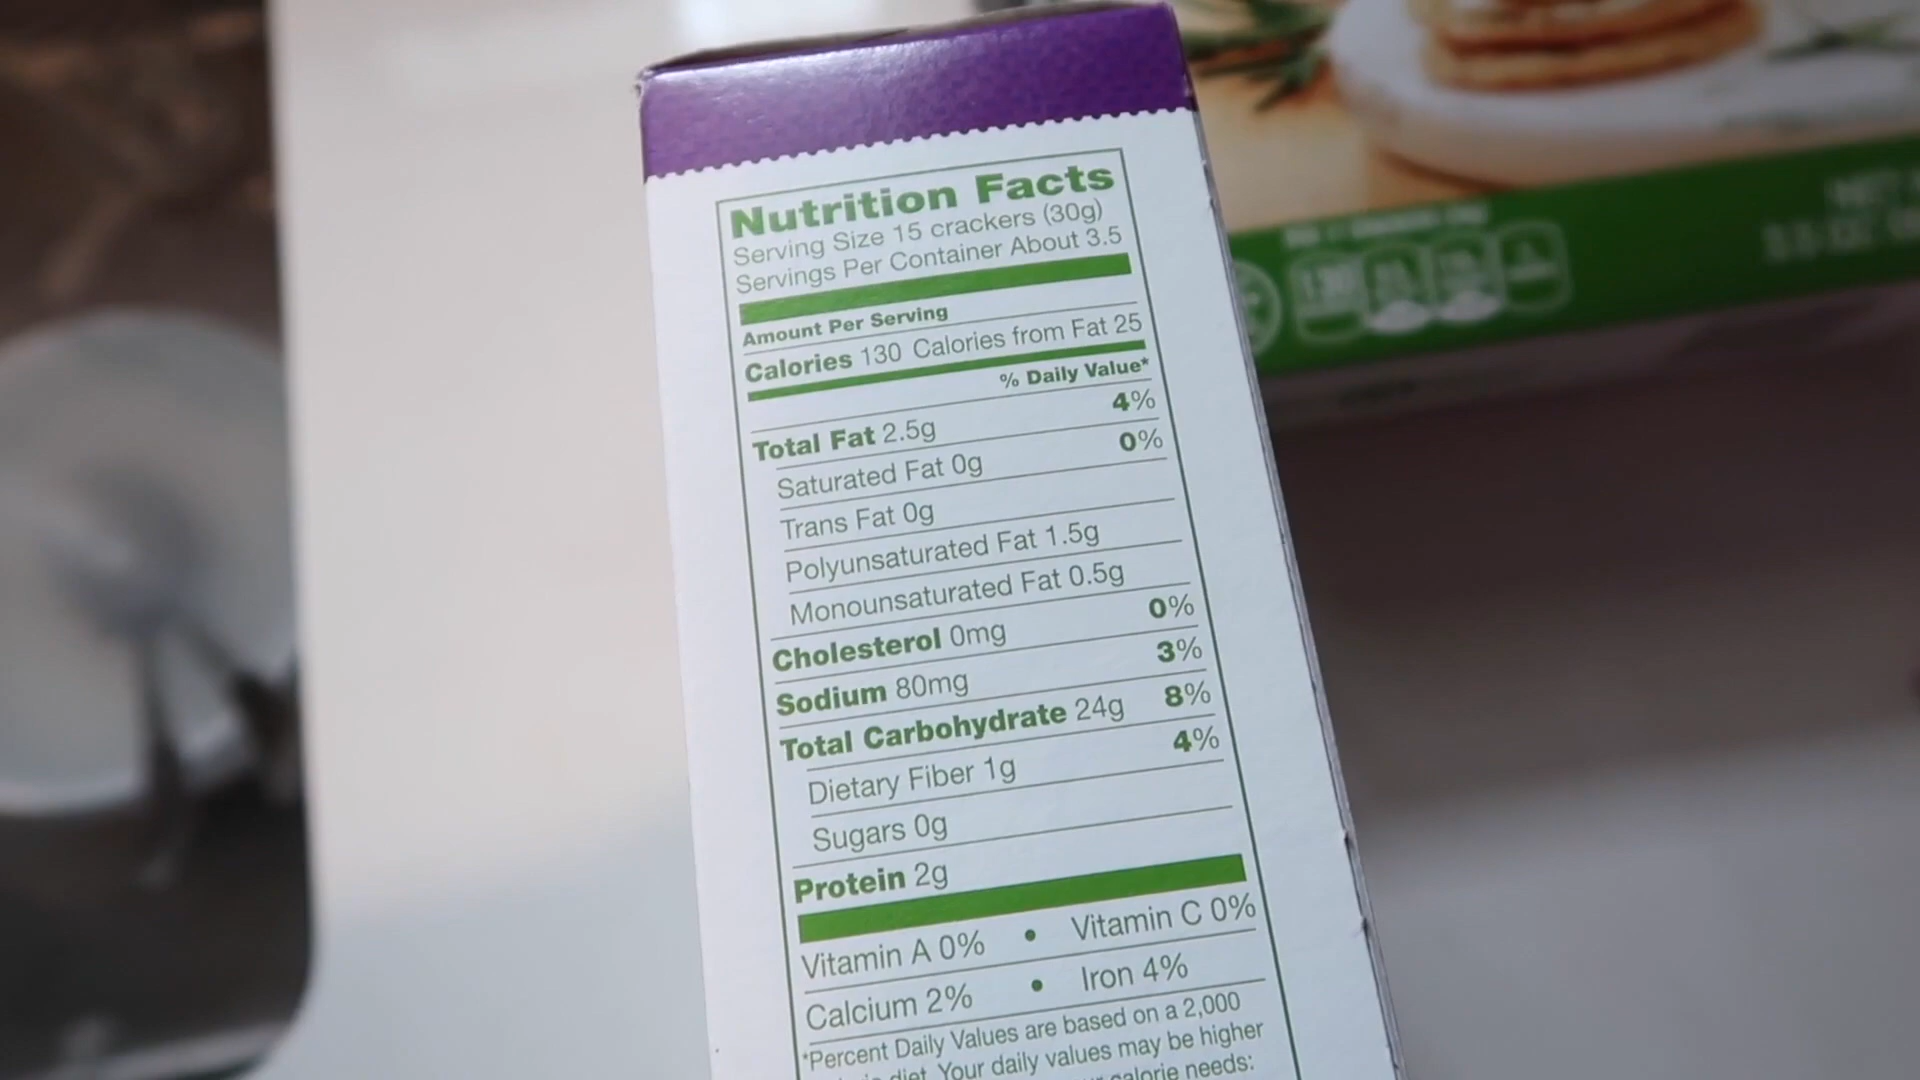 Nutrition Facts
Serving Size 15 crackers (30g)
Servings Per Container About 3.5
Amount Per Serving
Calories 130 Calories from Fat 25
% Daily Value*
Total Fat 2.5g 4%
Saturated Fat 0g 0%
Trans Fat 0g
Polyunsaturated Fat 1.5g
Monounsaturated Fat 0.5g
Cholesterol 0mg 0%
Sodium 80mg 3%
Total Carbohydrate 24g 8%
Dietary Fiber 1g 4%
Sugars 0g
Protein 2g
Vitamin A 0% • Vitamin C 0%
Calcium 2% • Iron 4%
*Percent Daily Values are based on a 2,000
diet. Your daily values may be higher
calorie needs: